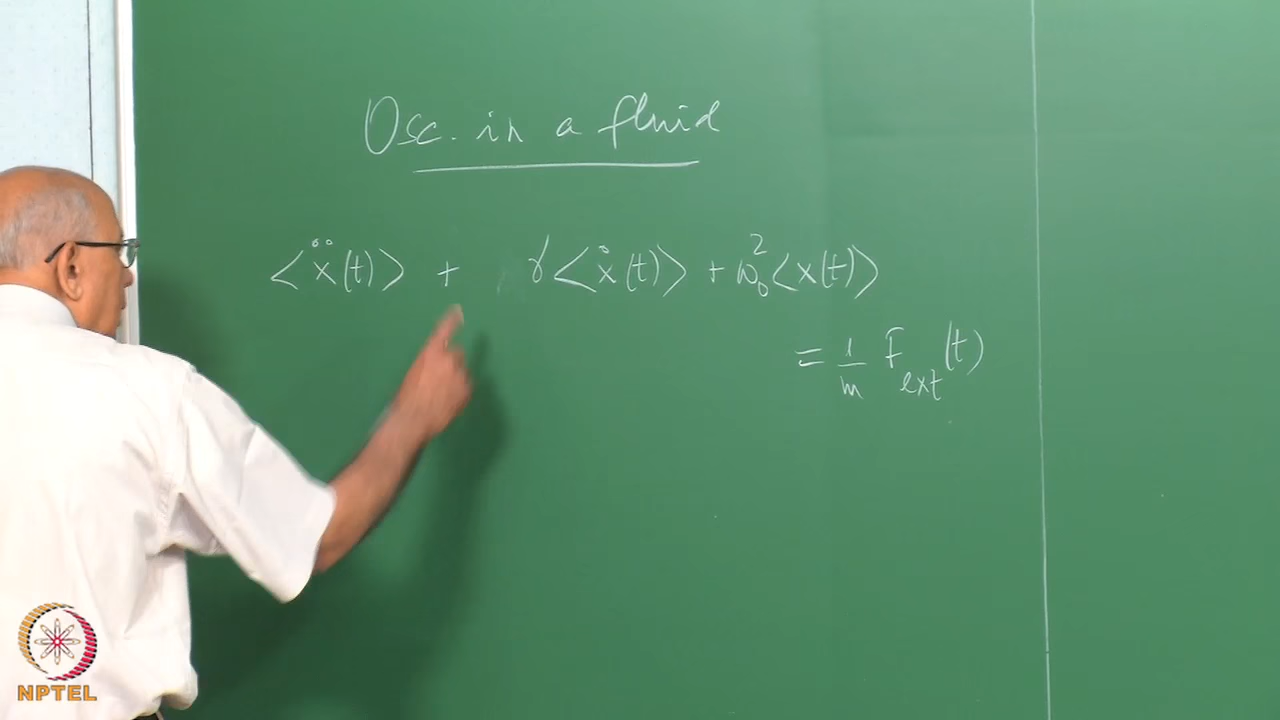 Osc. in a fluid
<ẍ(t)> + γ<ẋ(t)> + ω₀²<x(t)>
= 1/m F_ext(t)
NPTEL